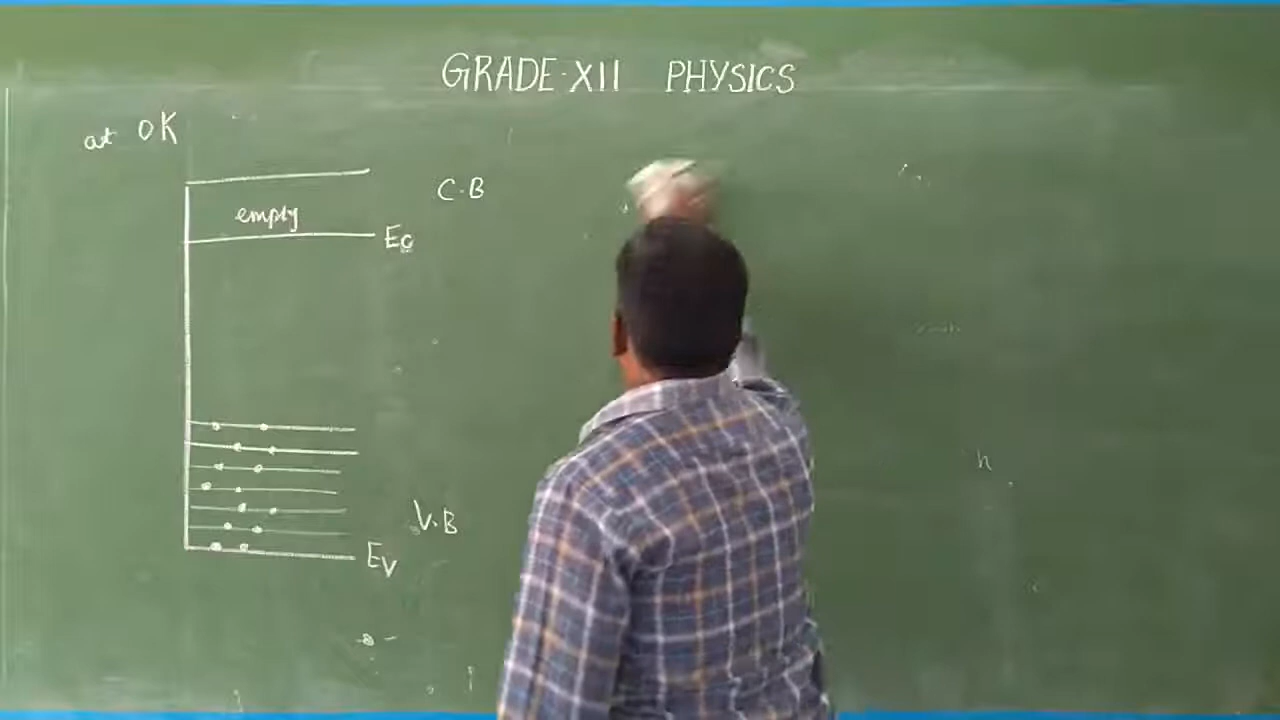 GRADE-XII PHYSICS
at 0K
C.B
empty
Ec
V.B
Ev
h